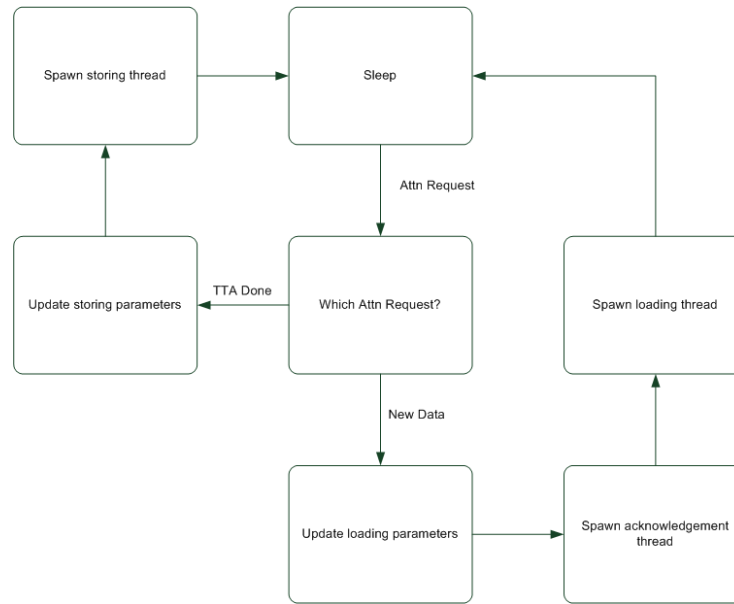 Spawn storing thread
Sleep
Attn Request
Update storing parameters
TTA Done
Which Attn Request?
Spawn loading thread
New Data
Update loading parameters
Spawn acknowledgement
thread